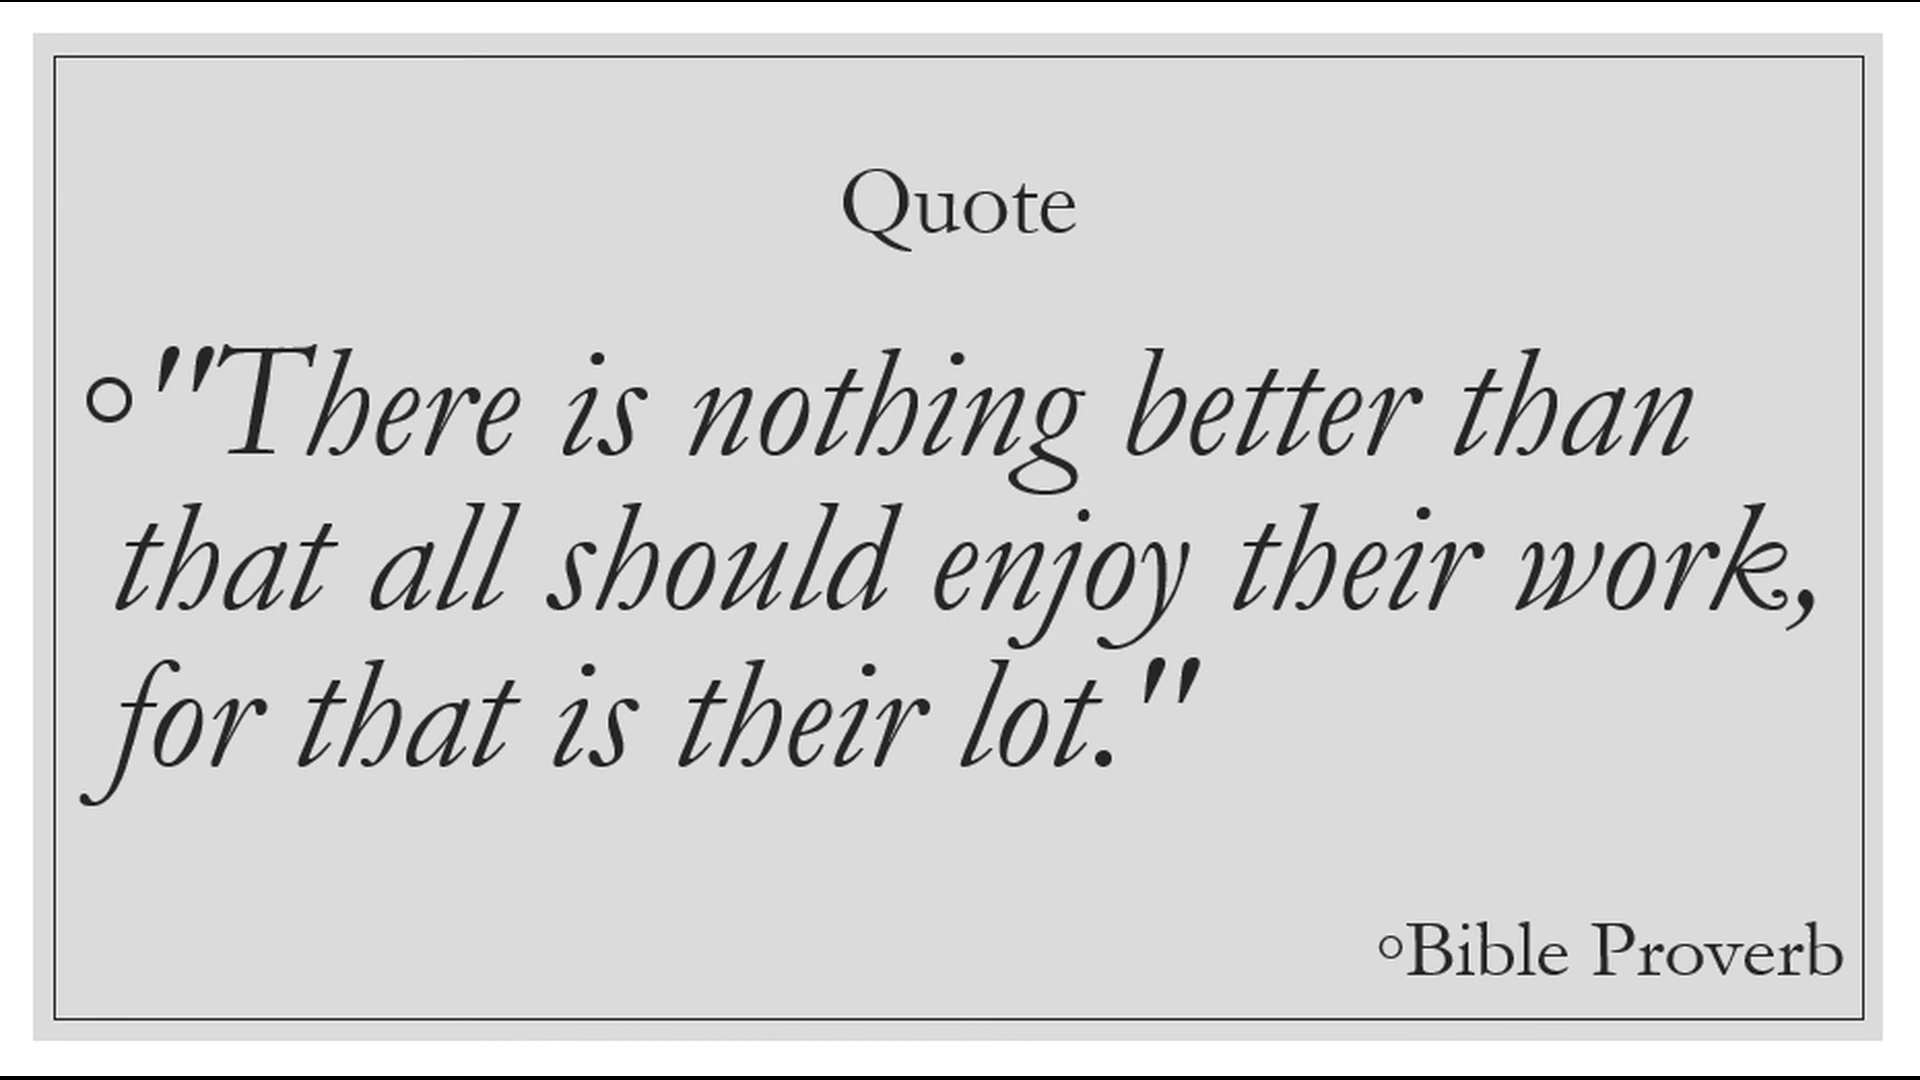 Quote
°"There is nothing better than
that all should enjoy their work,
for that is their lot."
°Bible Proverb